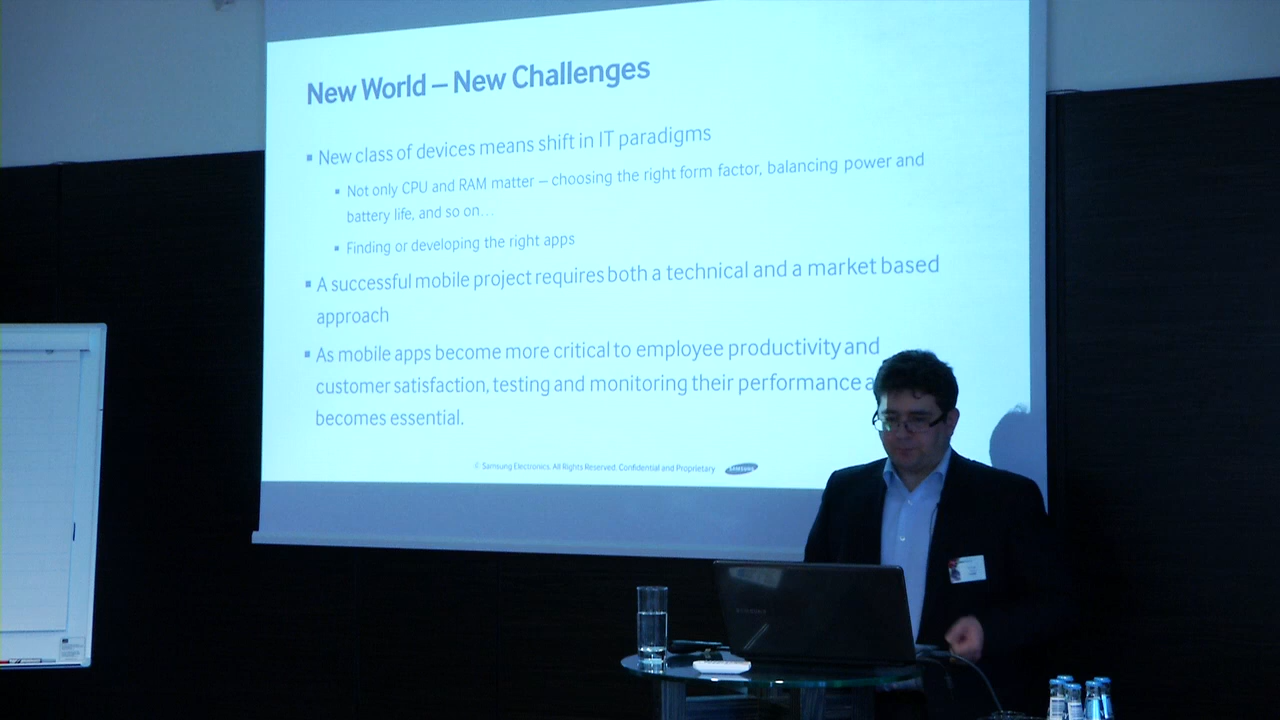 New World – New Challenges
▪ New class of devices means shift in IT paradigms
▪ Not only CPU and RAM matter – choosing the right form factor, balancing power and
battery life, and so on…
▪ Finding or developing the right apps
▪ A successful mobile project requires both a technical and a market based
approach
▪ As mobile apps become more critical to employee productivity and
customer satisfaction, testing and monitoring their performance a
becomes essential.
© Samsung Electronics. All Rights Reserved. Confidential and Proprietary
SAMSUNG
SAMSUNG